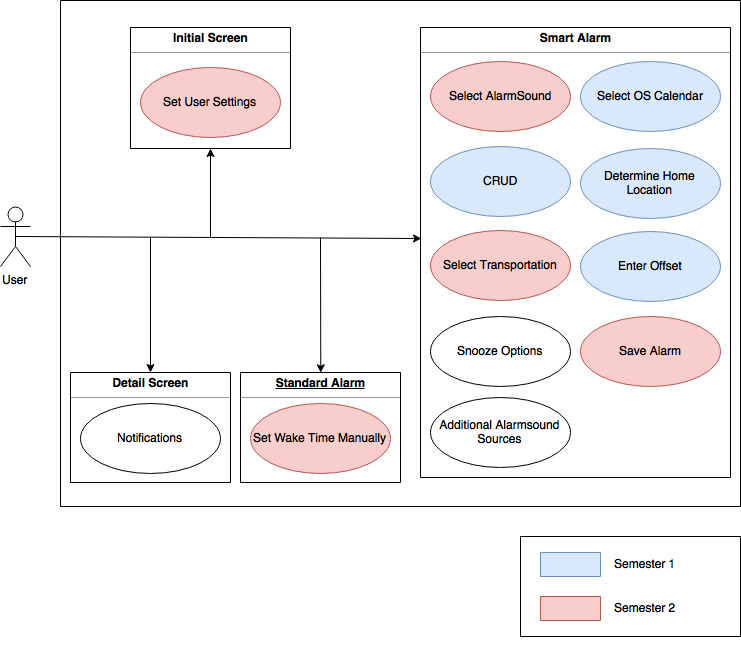 Initial Screen
Set User Settings
Smart Alarm
Select AlarmSound
Select OS Calendar
CRUD
Determine Home
Location
Select Transportation
Enter Offset
Snooze Options
Save Alarm
Additional Alarmsound
Sources
User
Detail Screen
Notifications
Standard Alarm
Set Wake Time Manually
Semester 1
Semester 2